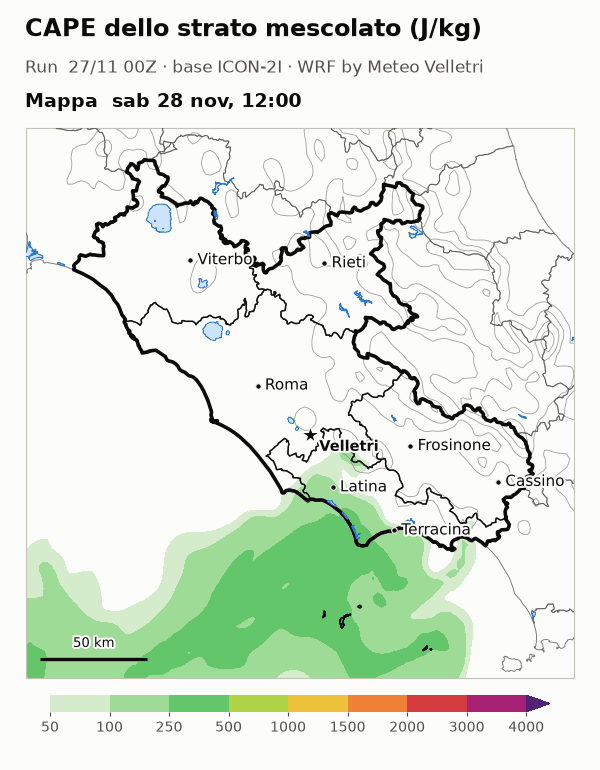 CAPE dello strato mescolato (J/kg)
Run  27/11 00Z · base ICON-2I · WRF by Meteo Velletri
Mappa  sab 28 nov, 12:00
Viterbo
Rieti
Roma
Velletri
Frosinone
Latina
Cassino
Terracina
50 km
50 100 250 500 1000 1500 2000 3000 4000